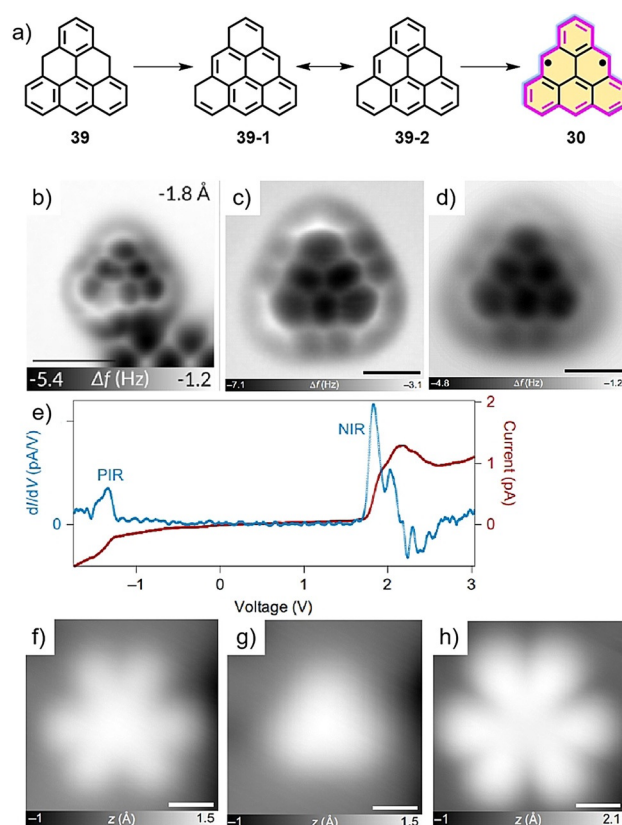 a)
39
39-1
39-2
30
b)
-1.8 Å
-5.4 Δf (Hz) -1.2
c)
−7.1 Δf (Hz) −3.1
d)
−4.8 Δf (Hz) −1.2
e)
dI/dV (pA/V)
0
PIR
NIR
2
1
0
Current (pA)
−1 0 1 2 3
Voltage (V)
f)
−1 z (Å) 1.5
g)
−1 z (Å) 1.5
h)
−1 z (Å) 2.1